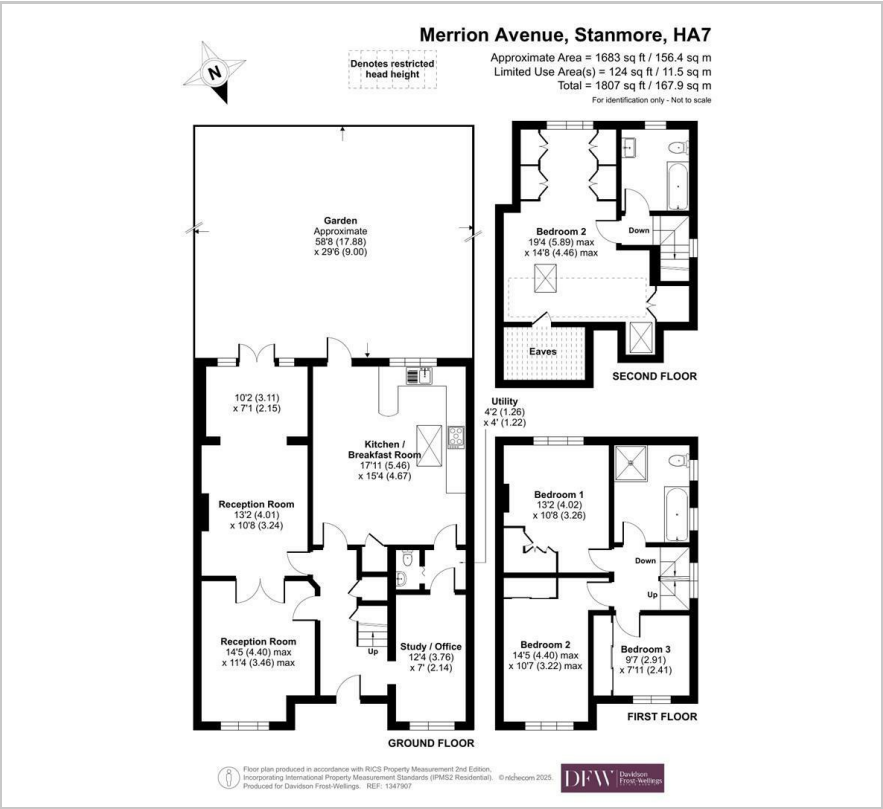 Merrion Avenue, Stanmore, HA7
Approximate Area = 1683 sq ft / 156.4 sq m
Limited Use Area(s) = 124 sq ft / 11.5 sq m
Total = 1807 sq ft / 167.9 sq m
For identification only - Not to scale
Denotes restricted
head height
N
Garden
Approximate
58'8 (17.88)
x 29'6 (9.00)
10'2 (3.11)
x 7'1 (2.15)
Kitchen /
Breakfast Room
17'11 (5.46)
x 15'4 (4.67)
Utility
4'2 (1.26)
x 4' (1.22)
Reception Room
13'2 (4.01)
x 10'8 (3.24)
Reception Room
14'5 (4.40) max
x 11'4 (3.46) max
Up
Study / Office
12'4 (3.76)
x 7' (2.14)
GROUND FLOOR
Bedroom 2
19'4 (5.89) max
x 14'8 (4.46) max
Down
Eaves
SECOND FLOOR
Bedroom 1
13'2 (4.02)
x 10'8 (3.26)
Down
Up
Bedroom 2
14'5 (4.40) max
x 10'7 (3.22) max
Bedroom 3
9'7 (2.91)
x 7'11 (2.41)
FIRST FLOOR
Floor plan produced in accordance with RICS Property Measurement 2nd Edition,
Incorporating International Property Measurement Standards (IPMS2 Residential). © nichecom 2025.
Produced for Davidson Frost-Wellings. REF: 1347907
DFW
Davidson
Frost-Wellings